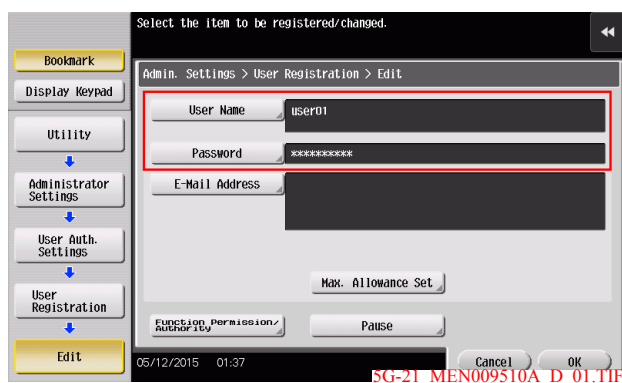 Select the item to be registered/changed.
Bookmark
Display Keypad
Utility
Administrator
Settings
User Auth.
Settings
User
Registration
Edit
Admin. Settings > User Registration > Edit
User Name
user01
Password
**********
E-Mail Address
Max. Allowance Set
Function Permission/
Authority
Pause
05/12/2015 01:37
Cancel
OK
5G-21 MEN009510A_D_01.TIF